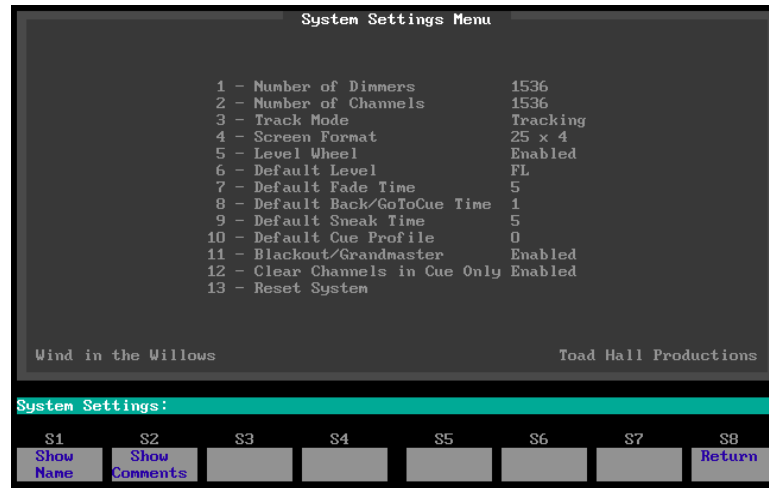 System Settings Menu
1 - Number of Dimmers 1536
2 - Number of Channels 1536
3 - Track Mode Tracking
4 - Screen Format 25 x 4
5 - Level Wheel Enabled
6 - Default Level FL
7 - Default Fade Time 5
8 - Default Back/GoToCue Time 1
9 - Default Sneak Time 5
10 - Default Cue Profile 0
11 - Blackout/Grandmaster Enabled
12 - Clear Channels in Cue Only Enabled
13 - Reset System
Wind in the Willows Toad Hall Productions
System Settings:
S1 S2 S3 S4 S5 S6 S7 S8
Show Show Return
Name Comments